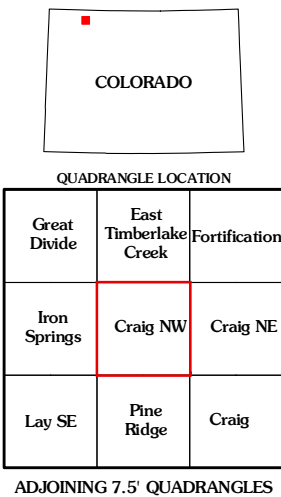 COLORADO
QUADRANGLE LOCATION
Great
Divide
East
Timberlake
Creek
Fortification
Iron
Springs
Craig NW
Craig NE
Lay SE
Pine
Ridge
Craig
ADJOINING 7.5' QUADRANGLES